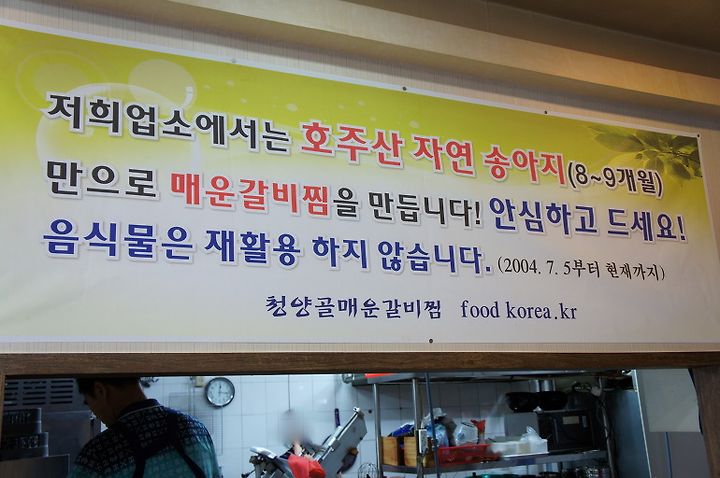 저희업소에서는 호주산 자연 송아지(8~9개월)
만으로 매운갈비찜을 만듭니다! 안심하고 드세요!
음식물은 재활용 하지 않습니다. (2004. 7. 5부터 현재까지)
청양골매운갈비찜 food korea.kr